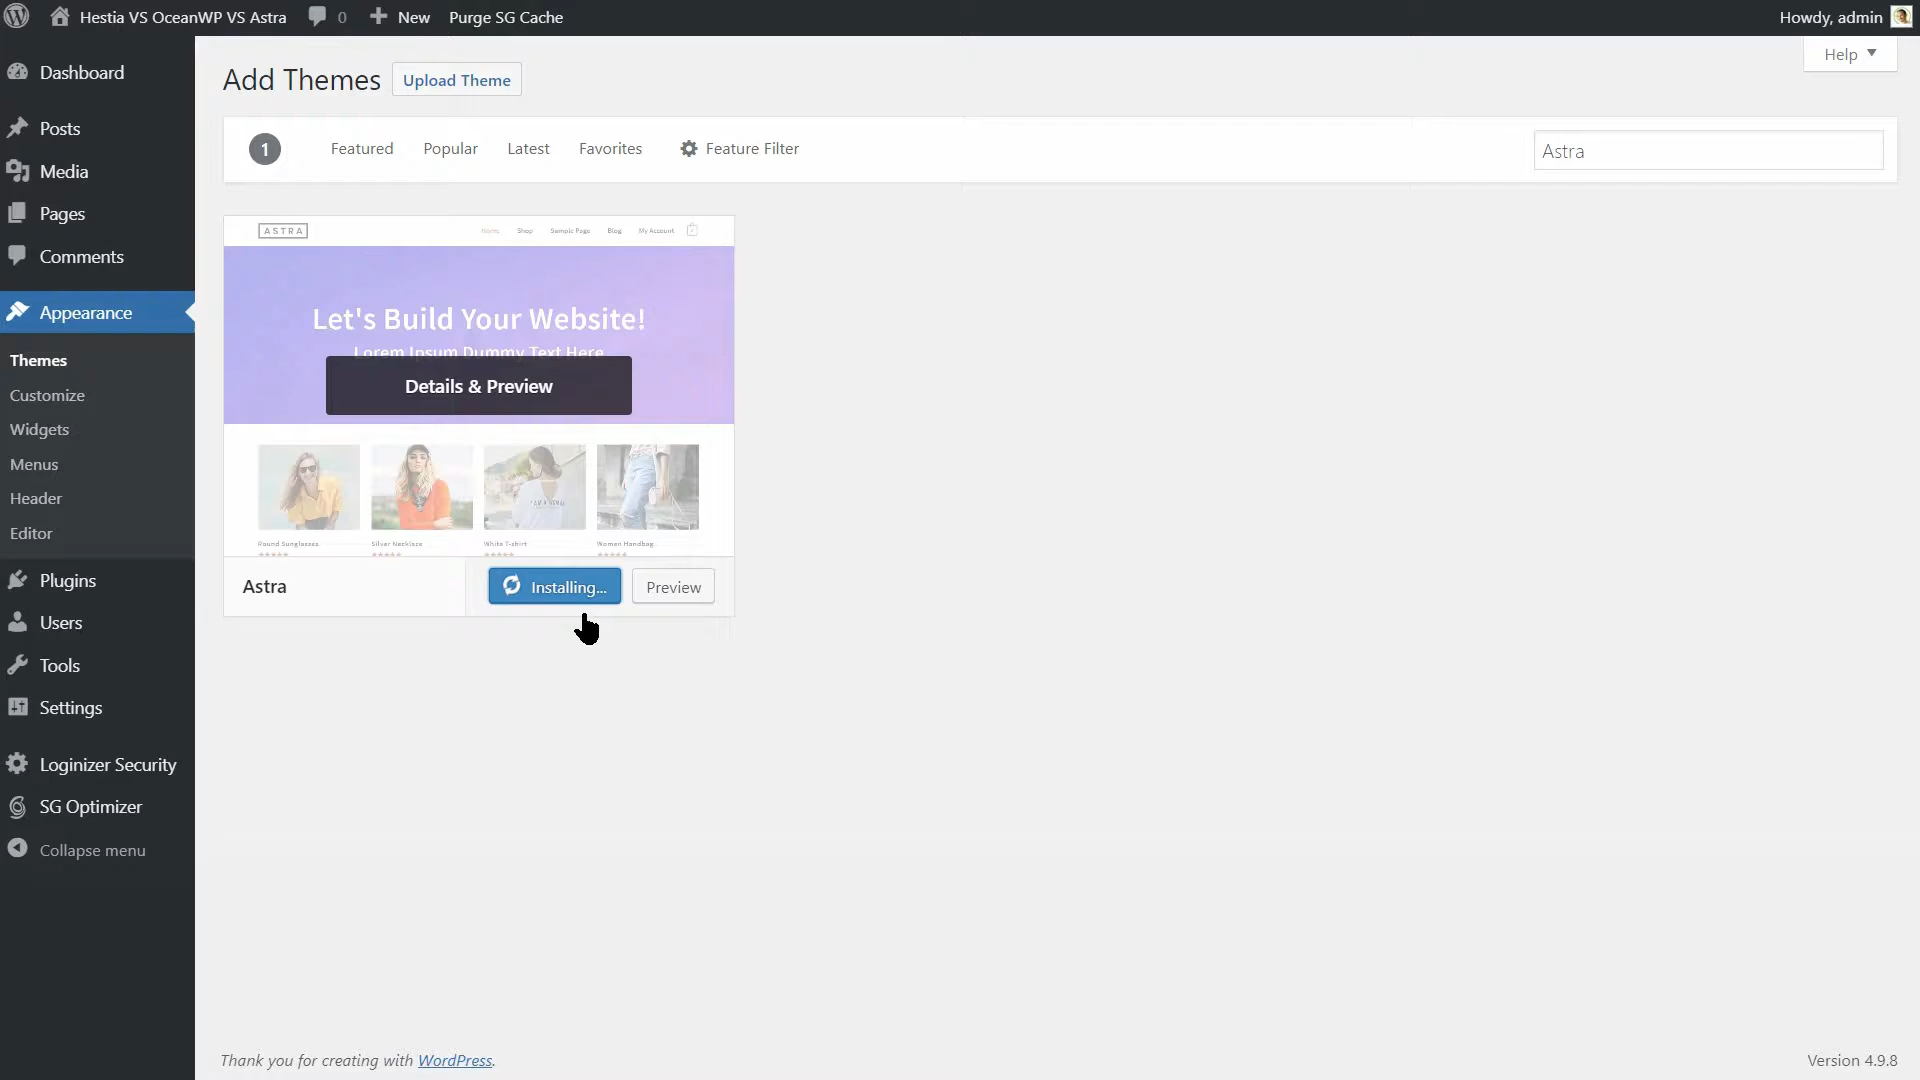 Hestia VS OceanWP VS Astra
0
New
Purge SG Cache
Howdy, admin
Dashboard
Posts
Media
Pages
Comments
Appearance
Themes
Customize
Widgets
Menus
Header
Editor
Plugins
Users
Tools
Settings
Loginizer Security
SG Optimizer
Collapse menu
Add Themes
Upload Theme
Help
1
Featured
Popular
Latest
Favorites
Feature Filter
Astra
ASTRA
Home
Shop
Sample Page
Blog
My Account
Let's Build Your Website!
Lorem Ipsum Dummy Text Here
Details & Preview
Round Sunglasses
Silver Necklace
White T-shirt
Women Handbag
Astra
Installing...
Preview
Thank you for creating with WordPress.
Version 4.9.8